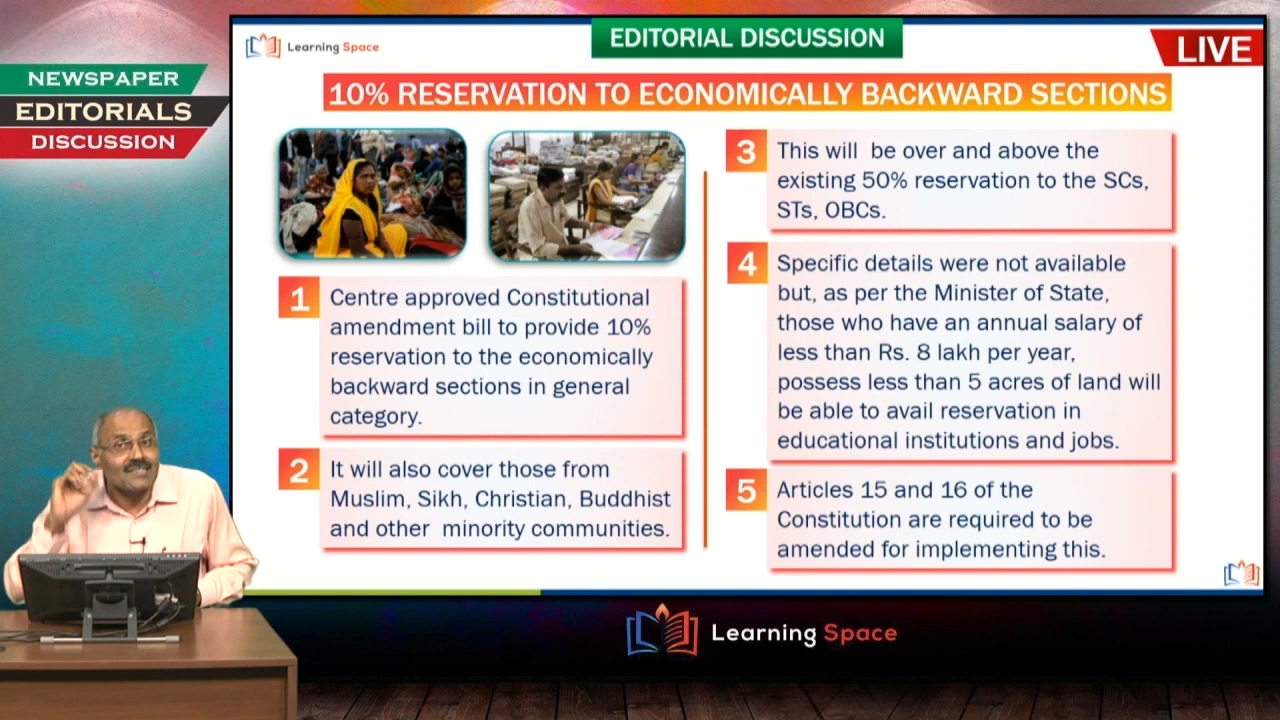 NEWSPAPER
EDITORIALS
DISCUSSION
Learning Space
EDITORIAL DISCUSSION
LIVE
10% RESERVATION TO ECONOMICALLY BACKWARD SECTIONS
1
Centre approved Constitutional
amendment bill to provide 10%
reservation to the economically
backward sections in general
category.
2
It will also cover those from
Muslim, Sikh, Christian, Buddhist
and other minority communities.
3
This will be over and above the
existing 50% reservation to the SCs,
STs, OBCs.
4
Specific details were not available
but, as per the Minister of State,
those who have an annual salary of
less than Rs. 8 lakh per year,
possess less than 5 acres of land will
be able to avail reservation in
educational institutions and jobs.
5
Articles 15 and 16 of the
Constitution are required to be
amended for implementing this.
Learning Space